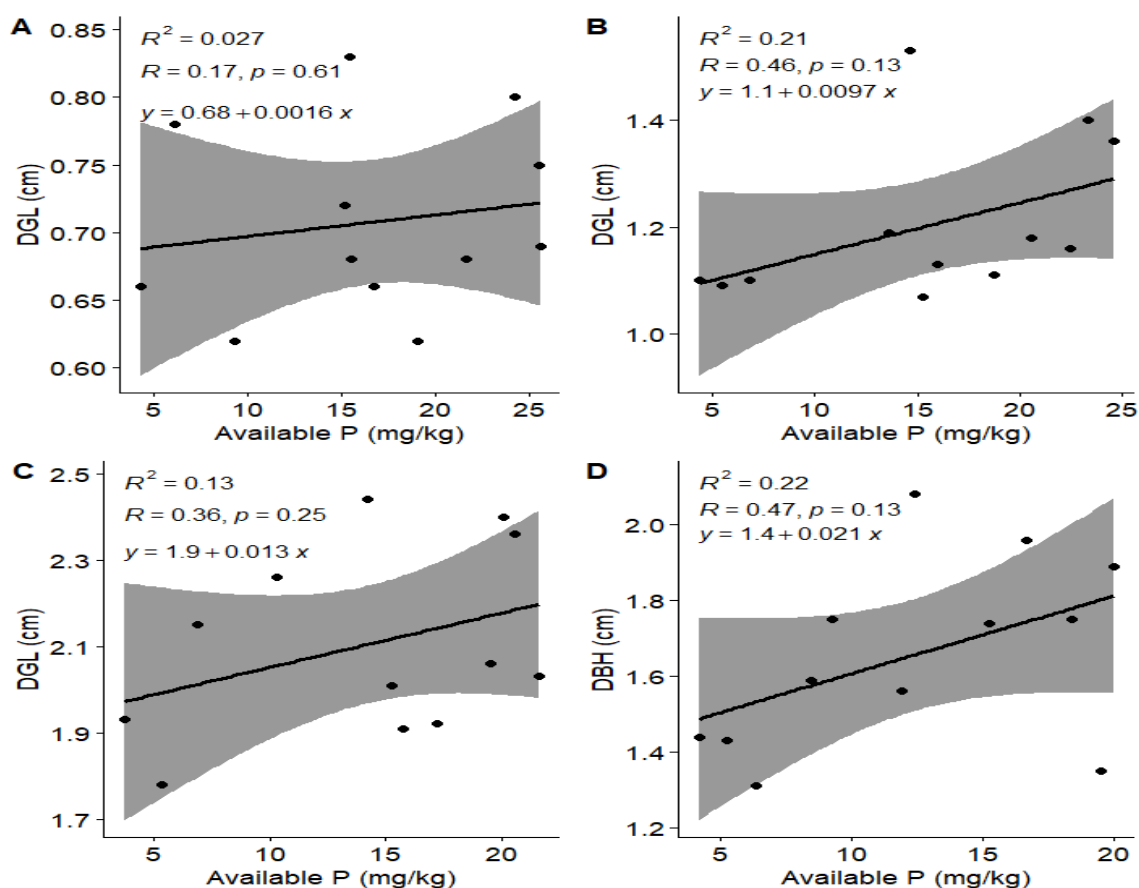 A
R² = 0.027
R = 0.17, p = 0.61
y = 0.68 + 0.0016 x
DGL (cm)
0.85
0.80
0.75
0.70
0.65
0.60
5 10 15 20 25
Available P (mg/kg)
B
R² = 0.21
R = 0.46, p = 0.13
y = 1.1 + 0.0097 x
DGL (cm)
1.4
1.2
1.0
5 10 15 20 25
Available P (mg/kg)
C
R² = 0.13
R = 0.36, p = 0.25
y = 1.9 + 0.013 x
DGL (cm)
2.5
2.3
2.1
1.9
1.7
5 10 15 20
Available P (mg/kg)
D
R² = 0.22
R = 0.47, p = 0.13
y = 1.4 + 0.021 x
DBH (cm)
2.0
1.8
1.6
1.4
1.2
5 10 15 20
Available P (mg/kg)